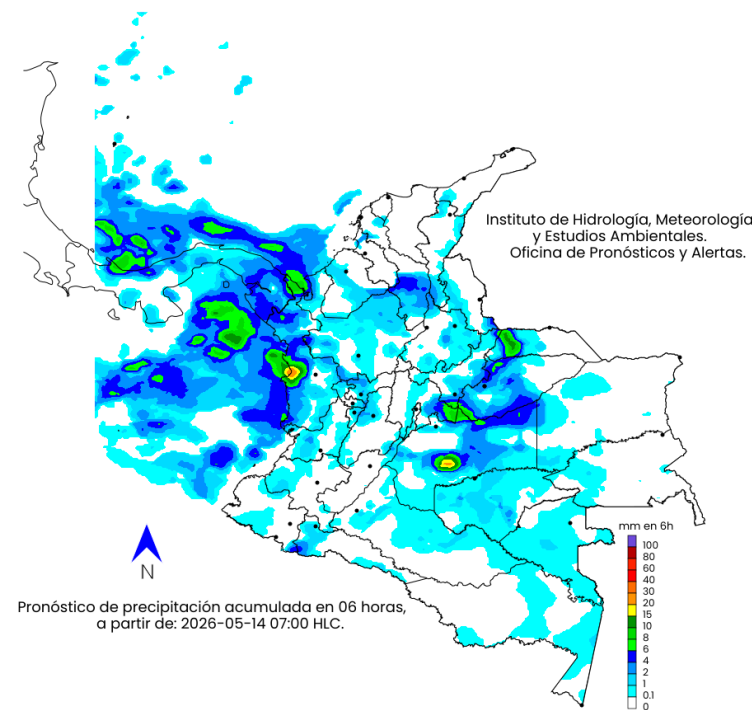 Instituto de Hidrología, Meteorología
y Estudios Ambientales.
Oficina de Pronósticos y Alertas.
mm en 6h
100
80
60
40
30
20
15
10
8
6
4
2
1
0.1
0
N
Pronóstico de precipitación acumulada en 06 horas,
a partir de: 2026-05-14 07:00 HLC.